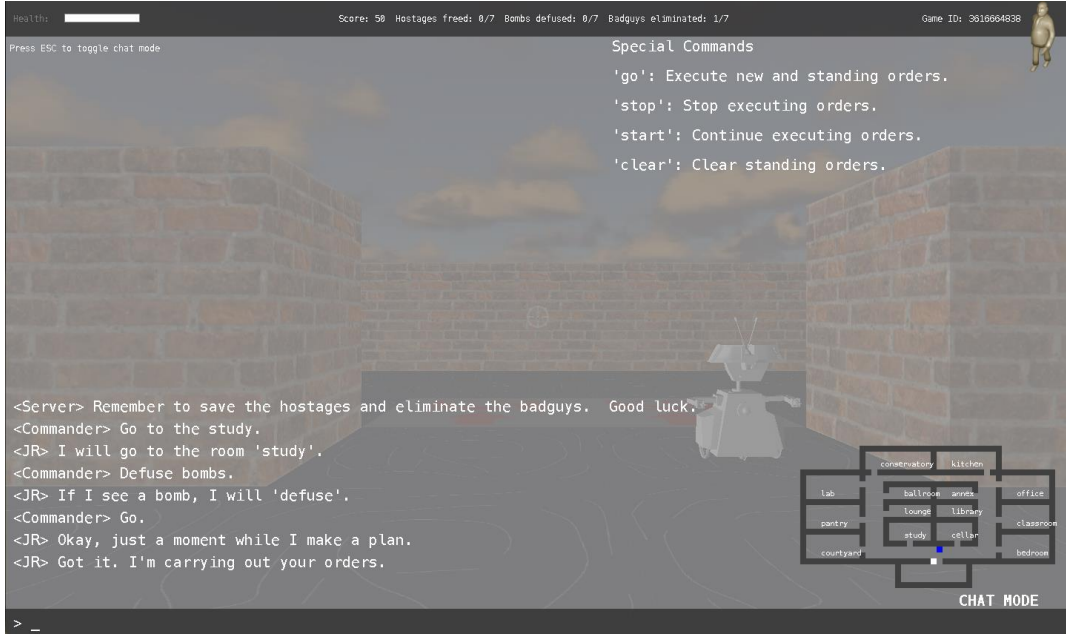 Health:
Score: 50 Hostages freed: 0/7 Bombs defused: 0/7 Badguys eliminated: 1/7
Game ID: 3616664838
Press ESC to toggle chat mode
Special Commands
'go': Execute new and standing orders.
'stop': Stop executing orders.
'start': Continue executing orders.
'clear': Clear standing orders.
<Server> Remember to save the hostages and eliminate the badguys. Good luck.
<Commander> Go to the study.
<JR> I will go to the room 'study'.
<Commander> Defuse bombs.
<JR> If I see a bomb, I will 'defuse'.
<Commander> Go.
<JR> Okay, just a moment while I make a plan.
<JR> Got it. I'm carrying out your orders.
conservatory kitchen
lab ballroom annex office
lounge library
pantry classroom
study cellar
courtyard bedroom
CHAT MODE
> _